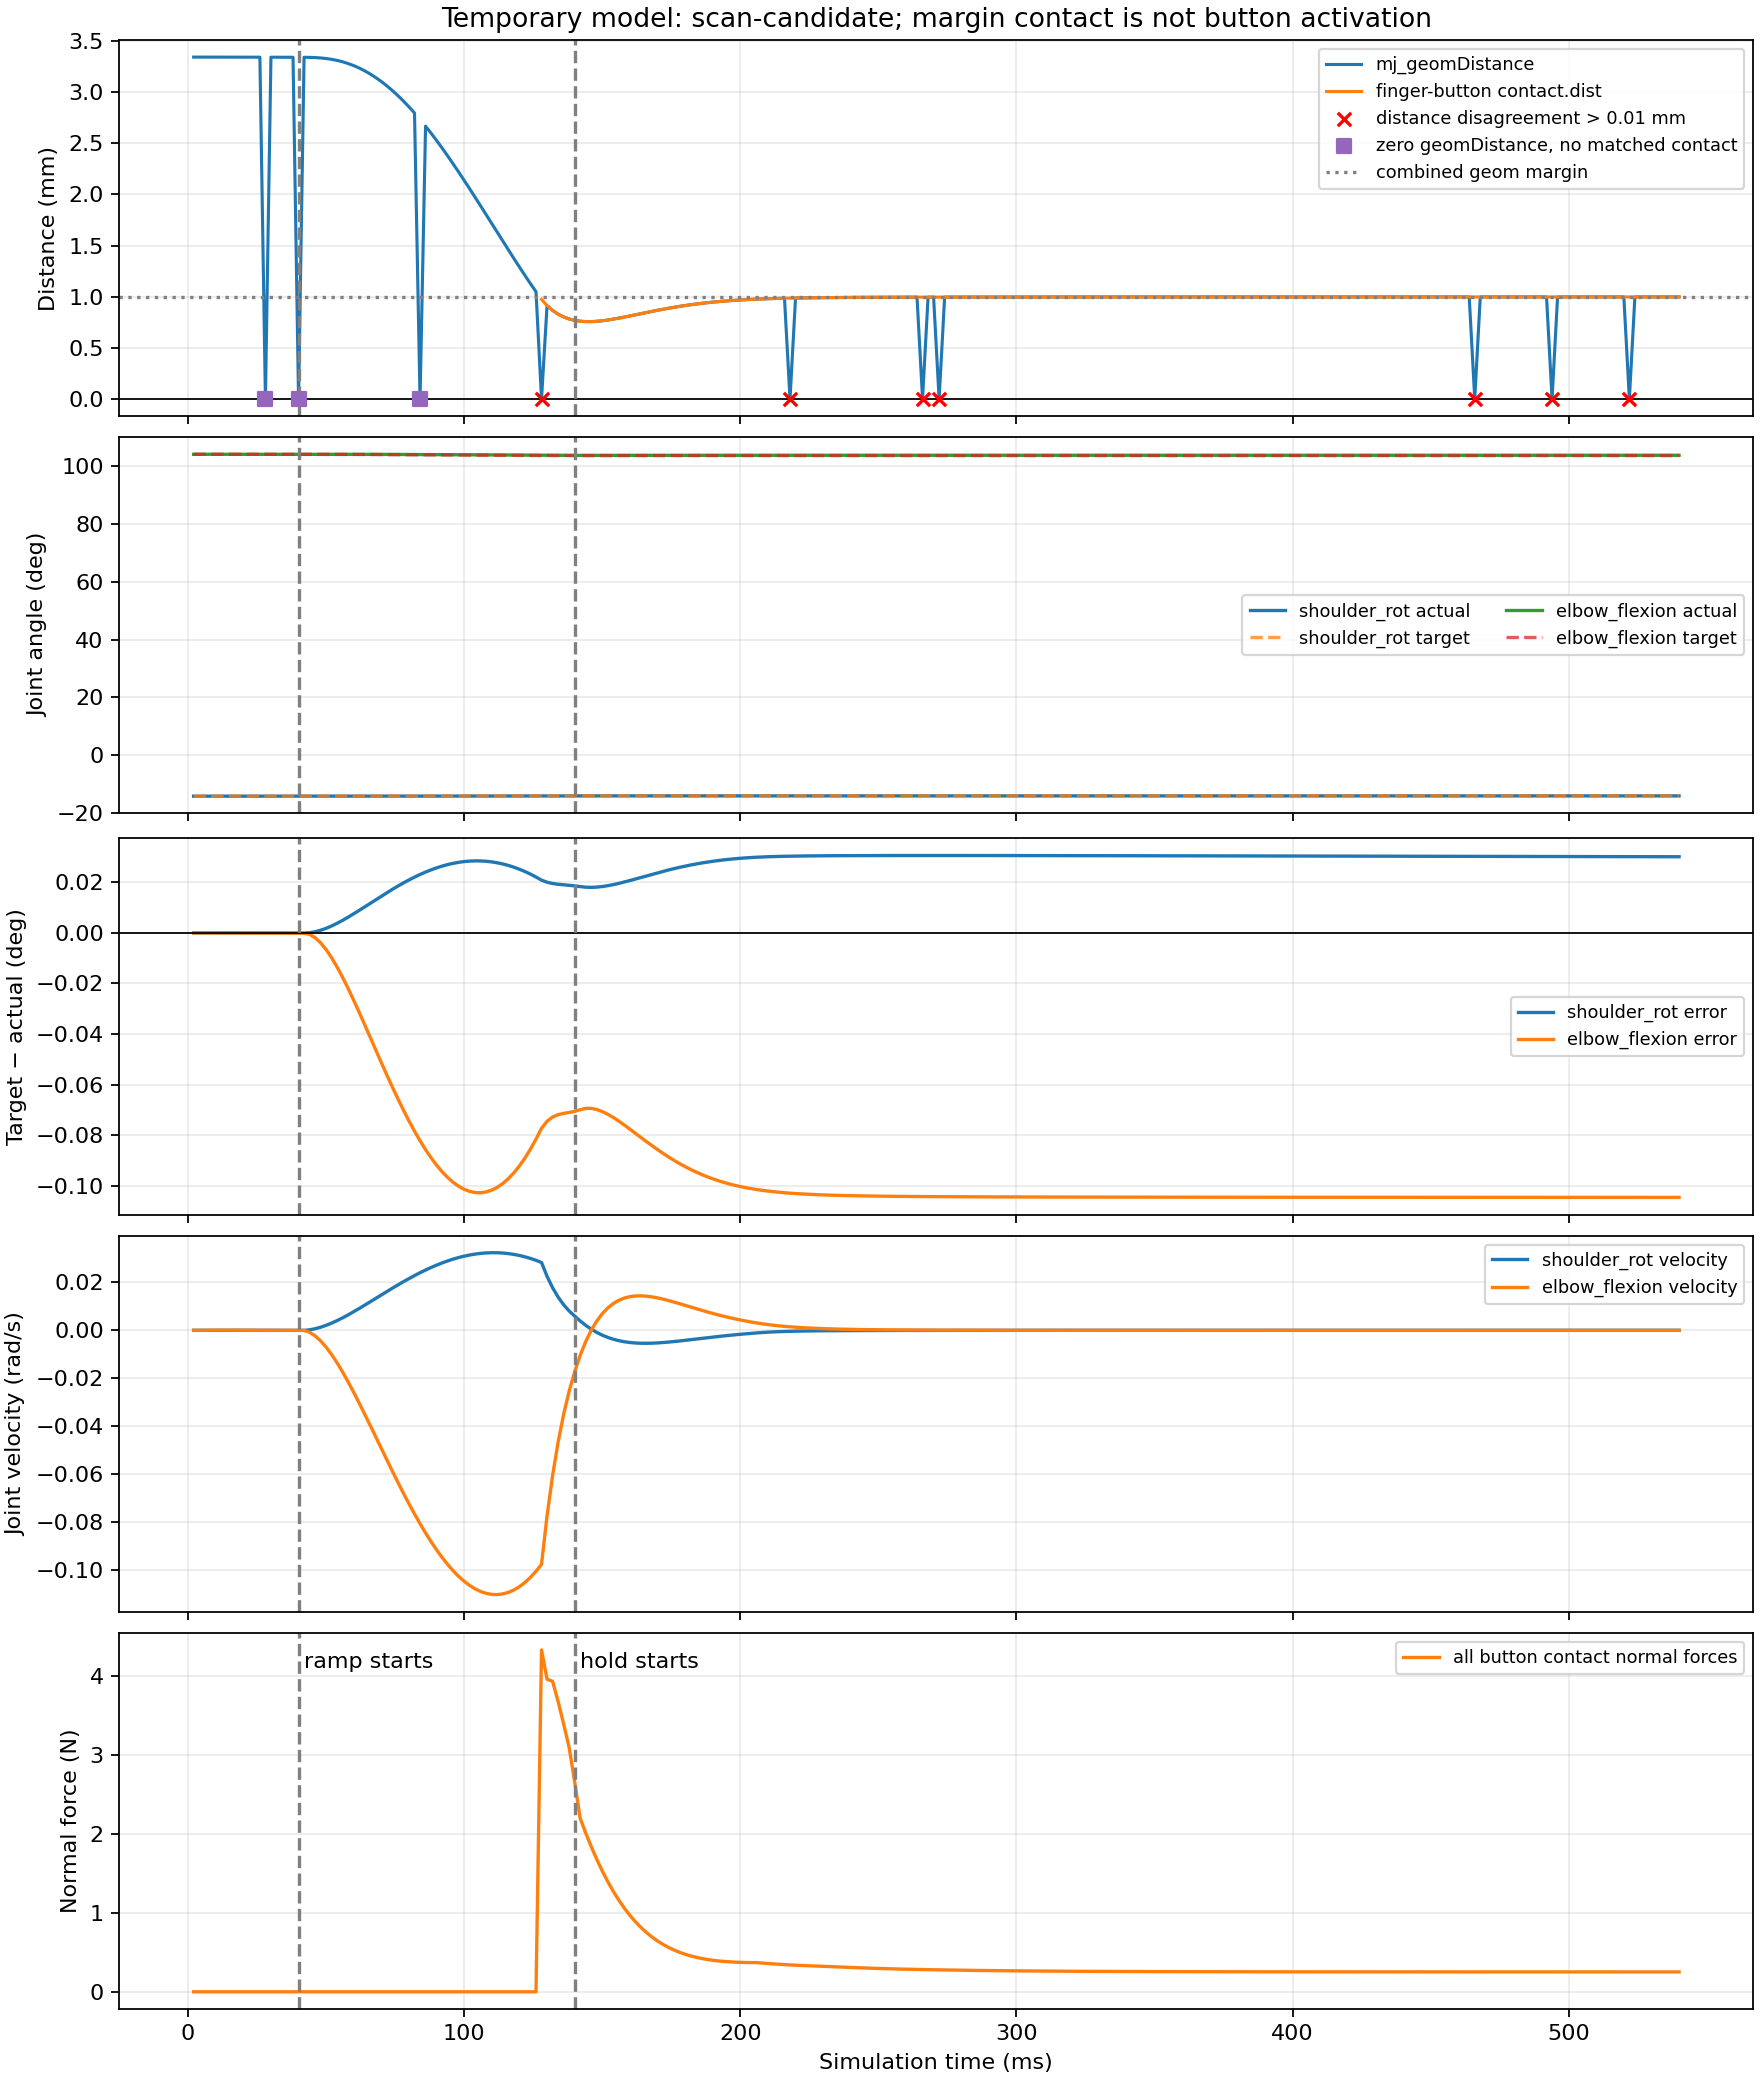 Temporary model: scan-candidate; margin contact is not button activation
Distance (mm)
3.5
3.0
2.5
2.0
1.5
1.0
0.5
0.0
mj_geomDistance
finger-button contact.dist
distance disagreement > 0.01 mm
zero geomDistance, no matched contact
combined geom margin
Joint angle (deg)
100
80
60
40
20
0
−20
shoulder_rot actual
shoulder_rot target
elbow_flexion actual
elbow_flexion target
Target − actual (deg)
0.02
0.00
−0.02
−0.04
−0.06
−0.08
−0.10
shoulder_rot error
elbow_flexion error
Joint velocity (rad/s)
0.02
0.00
−0.02
−0.04
−0.06
−0.08
−0.10
shoulder_rot velocity
elbow_flexion velocity
Normal force (N)
4
3
2
1
0
ramp starts
hold starts
all button contact normal forces
0 100 200 300 400 500
Simulation time (ms)